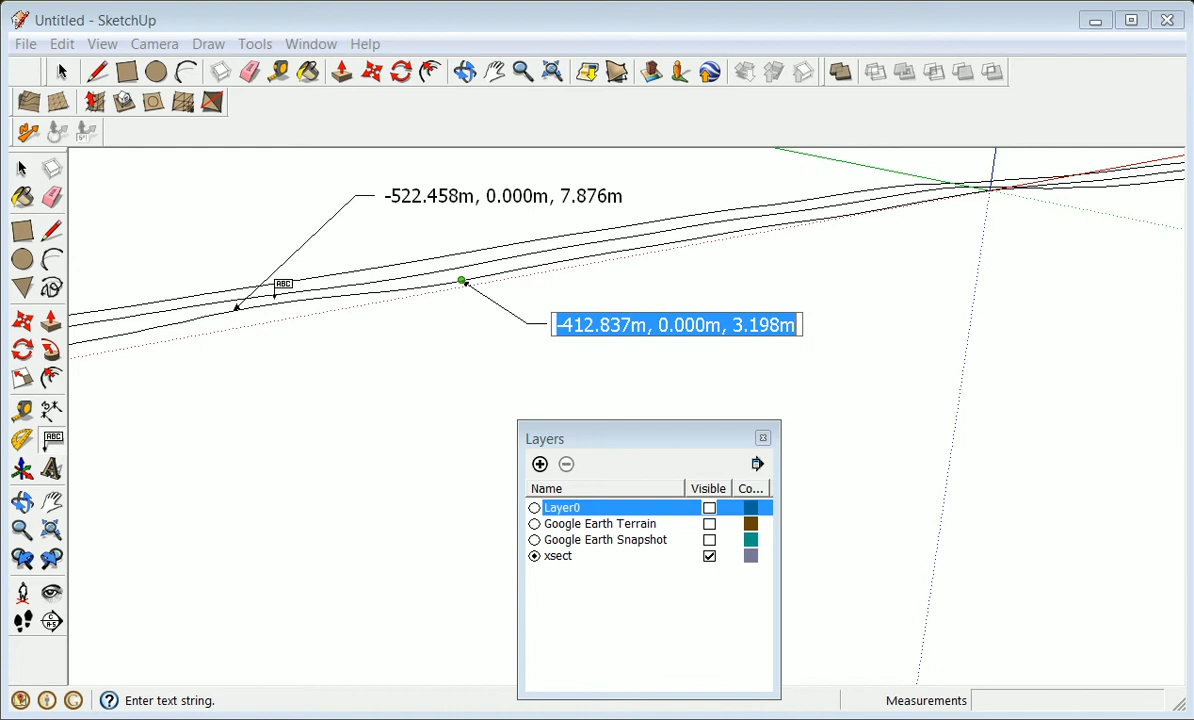 Untitled - SketchUp
File Edit View Camera Draw Tools Window Help
-522.458m, 0.000m, 7.876m
ABC
-412.837m, 0.000m, 3.198m
Layers
Name Visible Co...
Layer0
Google Earth Terrain
Google Earth Snapshot
xsect
ABC
Enter text string.
Measurements